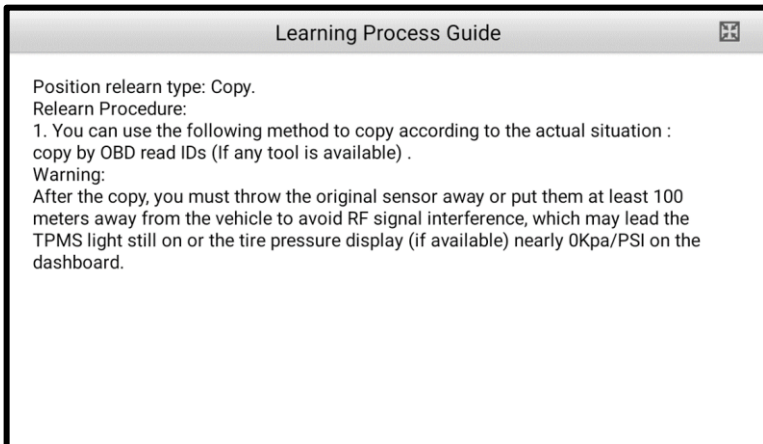 Learning Process Guide
Position relearn type: Copy.
Relearn Procedure:
1. You can use the following method to copy according to the actual situation :
copy by OBD read IDs (If any tool is available) .
Warning:
After the copy, you must throw the original sensor away or put them at least 100
meters away from the vehicle to avoid RF signal interference, which may lead the
TPMS light still on or the tire pressure display (if available) nearly 0Kpa/PSI on the
dashboard.